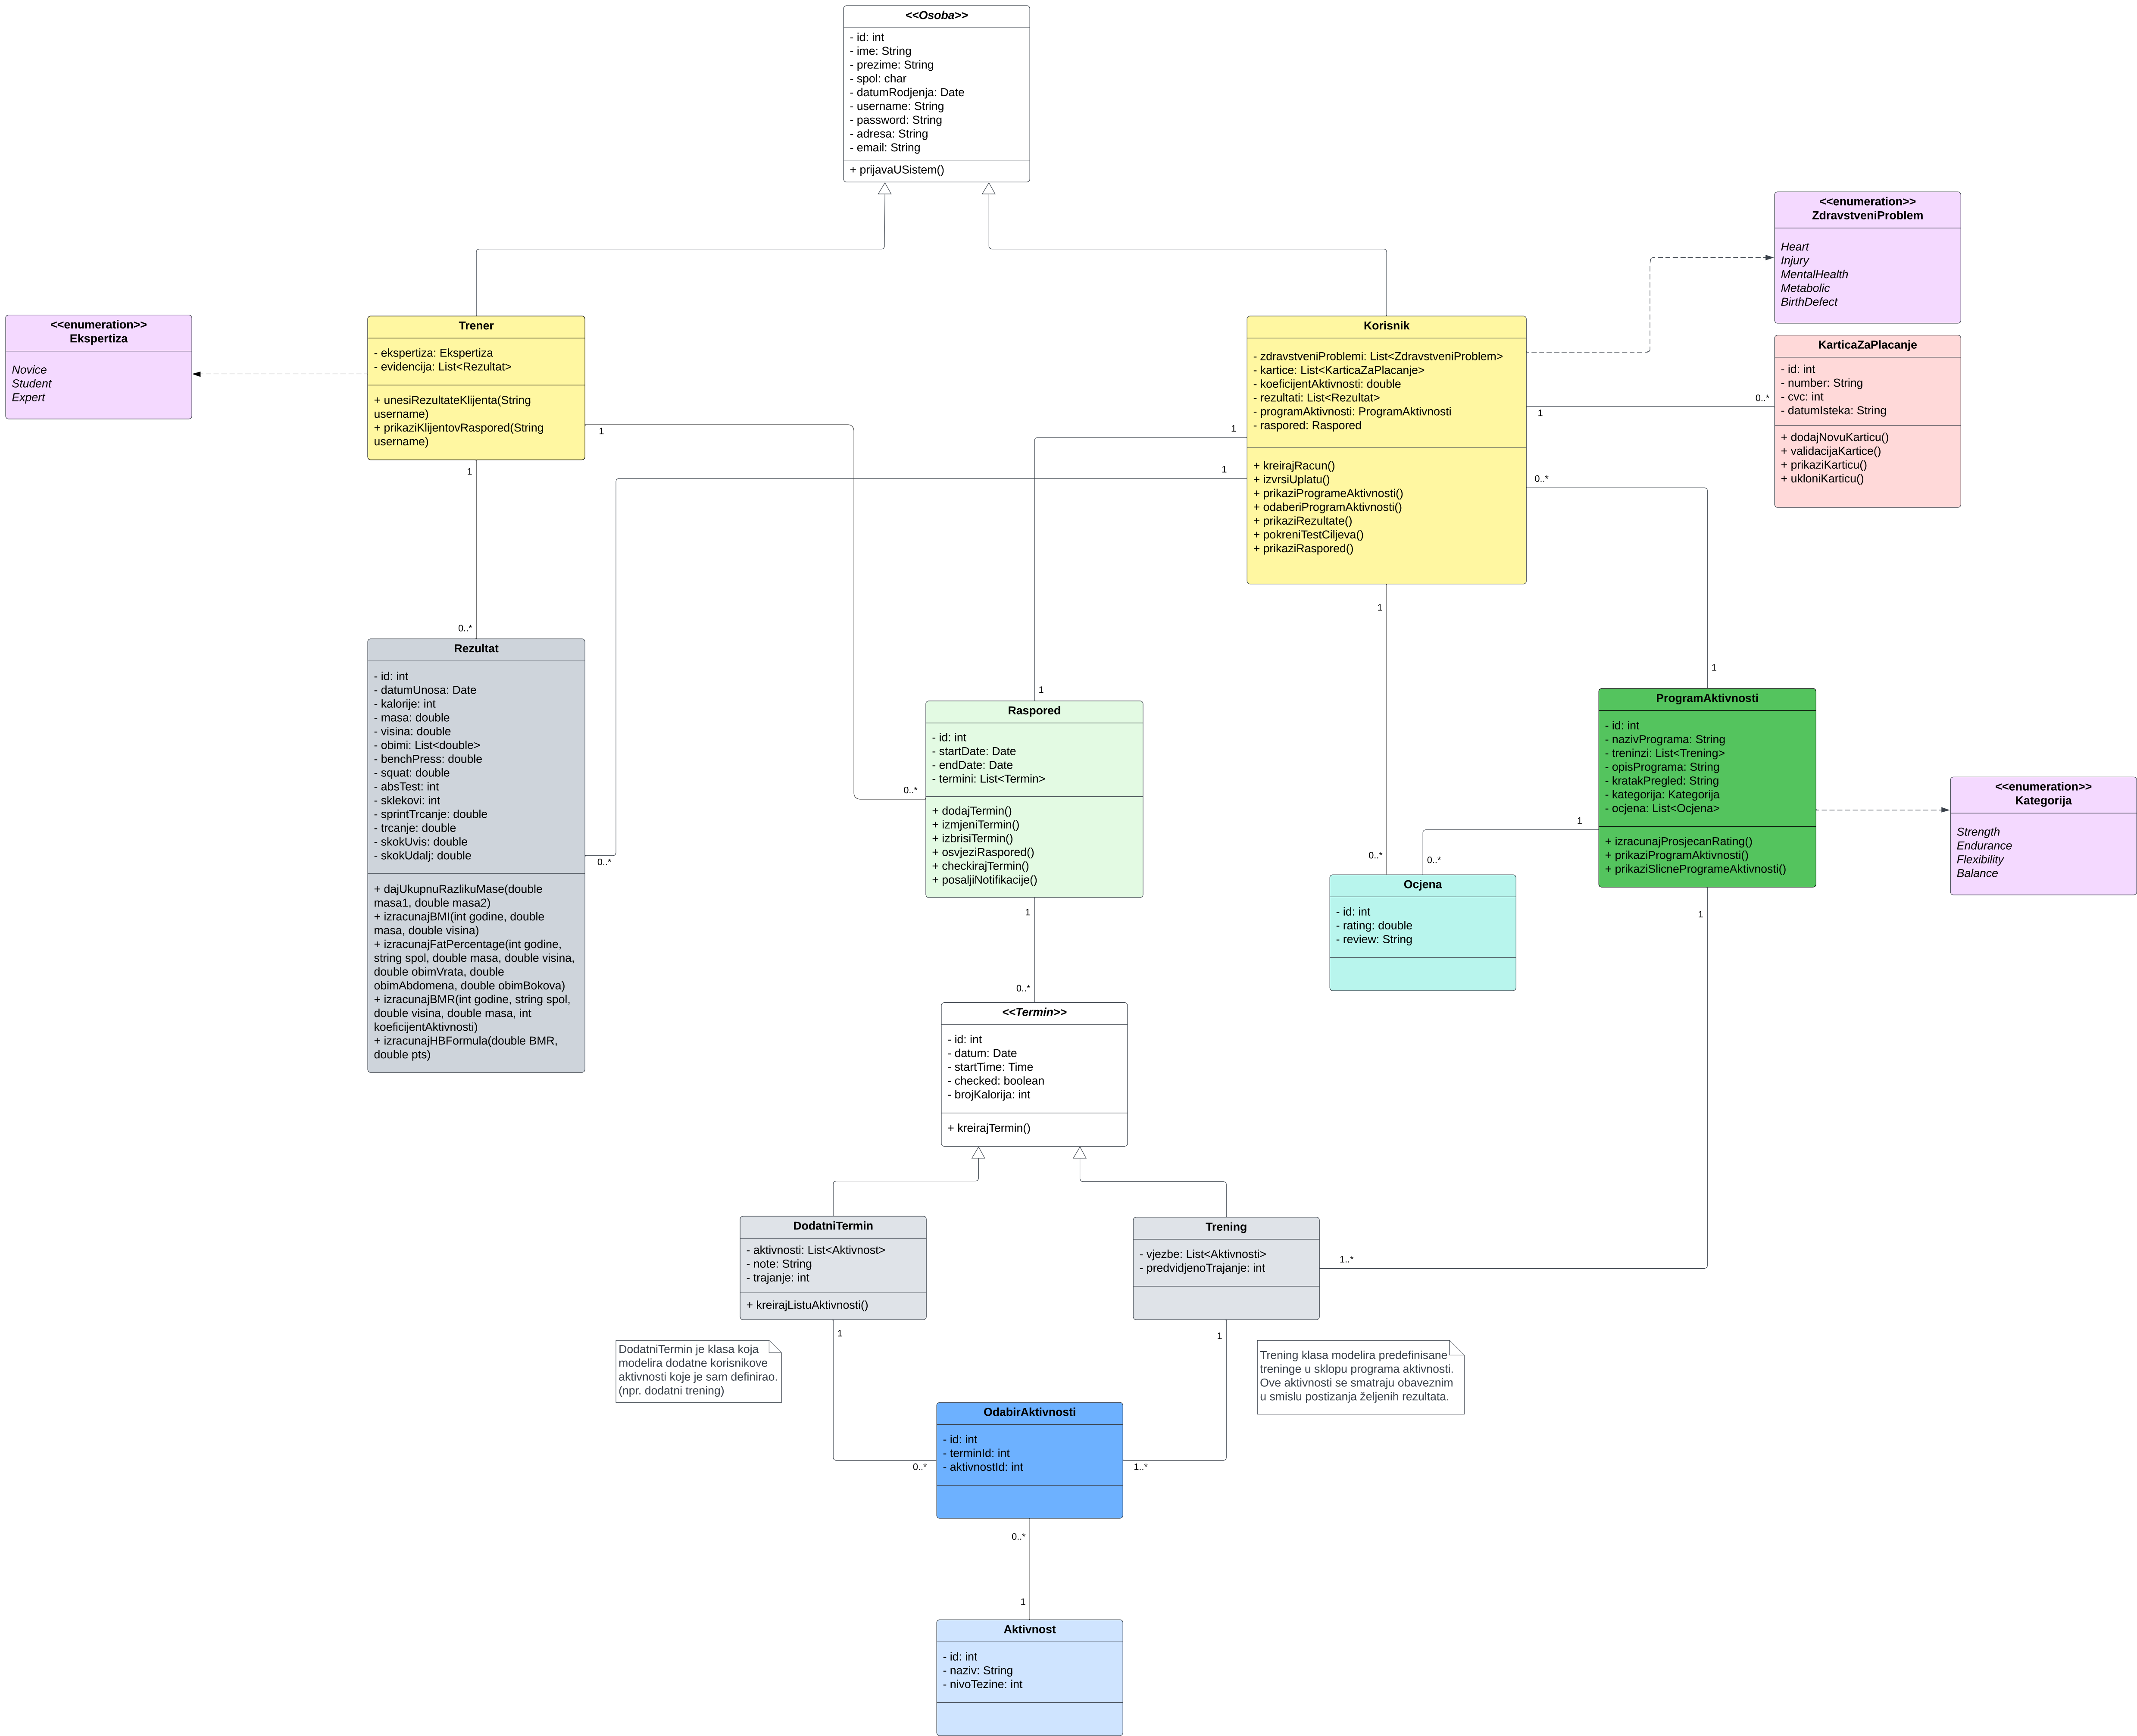 <<Osoba>>
- id: int
- ime: String
- prezime: String
- spol: char
- datumRodjenja: Date
- username: String
- password: String
- adresa: String
- email: String
+ prijavaUSistem()
<<enumeration>>
ZdravstveniProblem
Heart
Injury
MentalHealth
Metabolic
BirthDefect
<<enumeration>>
Ekspertiza
Novice
Student
Expert
Trener
- ekspertiza: Ekspertiza
- evidencija: List<Rezultat>
+ unesiRezultateKlijenta(String
username)
+ prikaziKlijentovRaspored(String
username)
1
1
Korisnik
- zdravstveniProblemi: List<ZdravstveniProblem>
- kartice: List<KarticaZaPlacanje>
- koeficijentAktivnosti: double
- rezultati: List<Rezultat>
- programAktivnosti: ProgramAktivnosti
- raspored: Raspored
+ kreirajRacun()
+ izvrsiUplatu()
+ prikaziPrograme​Aktivnosti()
+ odaberiProgramAktivnosti()
+ prikaziRezultate()
+ pokreniTestCiljeva()
+ prikaziRaspored()
1
1
1
0..*
0..*
1
KarticaZaPlacanje
- id: int
- number: String
- cvc: int
- datumIsteka: String
+ dodajNovuKarticu()
+ validacijaKartice()
+ prikaziKarticu()
+ ukloniKarticu()
0..*
Rezultat
- id: int
- datumUnosa: Date
- kalorije: int
- masa: double
- visina: double
- obimi: List<double>
- benchPress: double
- squat: double
- absTest: int
- sklekovi: int
- sprintTrcanje: double
- trcanje: double
- skokUvis: double
- skokUdalj: double
+ dajUkupnuRazlikuMase(double
masa1, double masa2)
+ izracunajBMI(int godine, double
masa, double visina)
+ izracunajFatPercentage(int godine,
string spol, double masa, double visina,
double obimVrata, double
obimAbdomena, double obimBokova)
+ izracunajBMR(int godine, string spol,
double visina, double masa, int
koeficijentAktivnosti)
+ izracunajHBFormula(double BMR,
double pts)
0..*
1
0..*
Raspored
- id: int
- startDate: Date
- endDate: Date
- termini: List<Termin>
+ dodajTermin()
+ izmjeniTermin()
+ izbrisiTermin()
+ osvjeziRaspored()
+ checkirajTermin()
+ posaljiNotifikacije()
1
0..*
1
ProgramAktivnosti
- id: int
- nazivPrograma: String
- treninzi: List<Trening>
- opisPrograma: String
- kratakPregled: String
- kategorija: Kategorija
- ocjena: List<Ocjena>
+ izracunajProsjecanRating()
+ prikaziProgramAktivnosti()
+ prikaziSlicneProgrameAktivnosti()
1
1
<<enumeration>>
Kategorija
Strength
Endurance
Flexibility
Balance
0..*
0..*
Ocjena
- id: int
- rating: double
- review: String
<<Termin>>
- id: int
- datum: Date
- startTime: Time
- checked: boolean
- brojKalorija: int
+ kreirajTermin()
DodatniTermin
- aktivnosti: List<Aktivnost>
- note: String
- trajanje: int
+ kreirajListuAktivnosti()
1
Trening
- vjezbe: List<Aktivnosti>
- predvidjenoTrajanje: int
1..*
1
DodatniTermin je klasa koja
modelira dodatne korisnikove
aktivnosti koje je sam definirao.
(npr. dodatni trening)
Trening klasa modelira predefinisane
treninge u sklopu programa aktivnosti.
Ove aktivnosti se smatraju obaveznim
u smislu postizanja željenih rezultata.
OdabirAktivnosti
- id: int
- terminId: int
- aktivnostId: int
0..*
1..*
0..*
1
Aktivnost
- id: int
- naziv: String
- nivoTezine: int